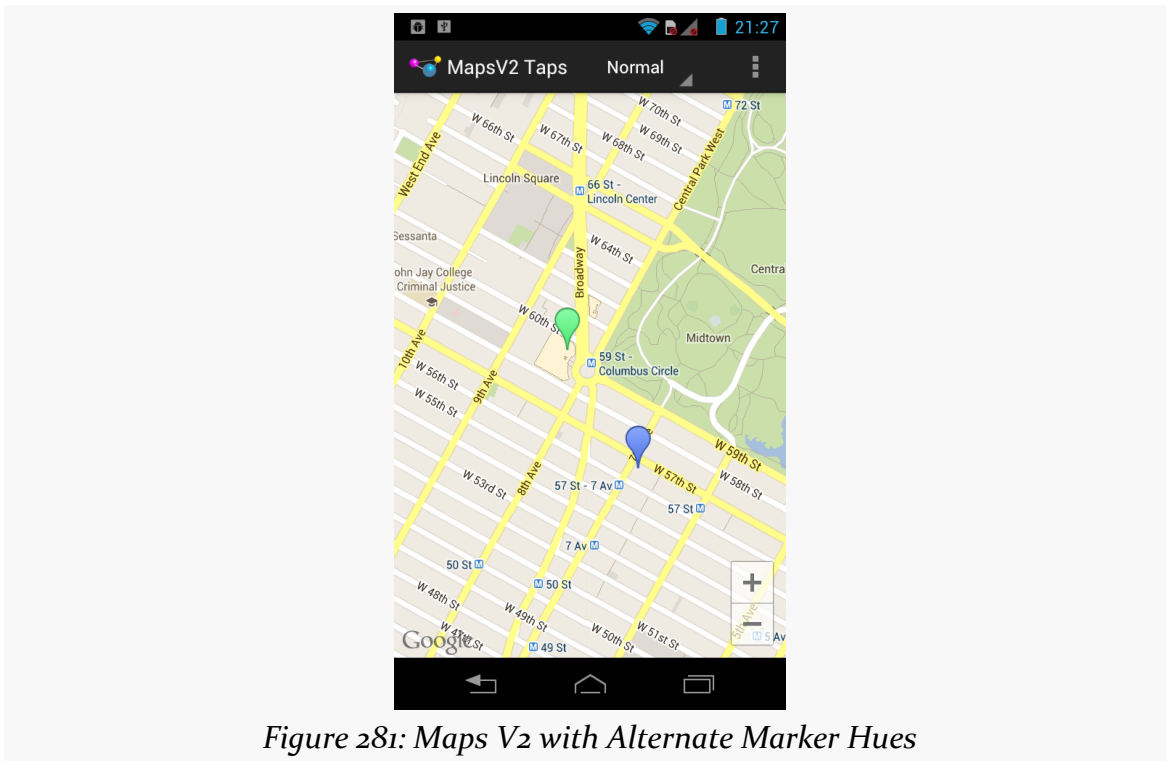 21:27
MapsV2 Taps
Normal
W 70th St
72 St
W 66th St
W 67th St
W 68th St
W 69th St
West End Ave
Central Park West
Lincoln Square
66 St -
Lincoln Center
Sessanta
W 64th St
Broadway
Centra
ohn Jay College
Criminal Justice
W 60th St
Midtown
10th Ave
59 St -
Columbus Circle
W 56th St
9th Ave
W 55th St
W 59th St
W 57th St
W 58th St
8th Ave
W 53rd St
57 St - 7 Av
57 St
7 Av
50 St
50 St
W 48th St
W 49th St
W 50th St
W 51st St
5th Ave
5 Av
Google
49 St
Figure 281: Maps V2 with Alternate Marker Hues